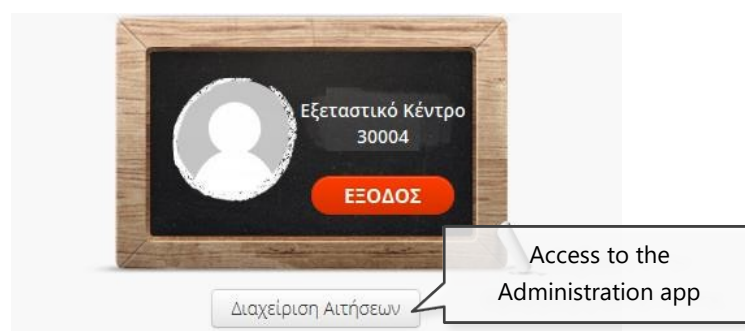 Εξεταστικό Κέντρο
30004
ΕΞΟΔΟΣ
Διαχείριση Αιτήσεων
Access to the
Administration app